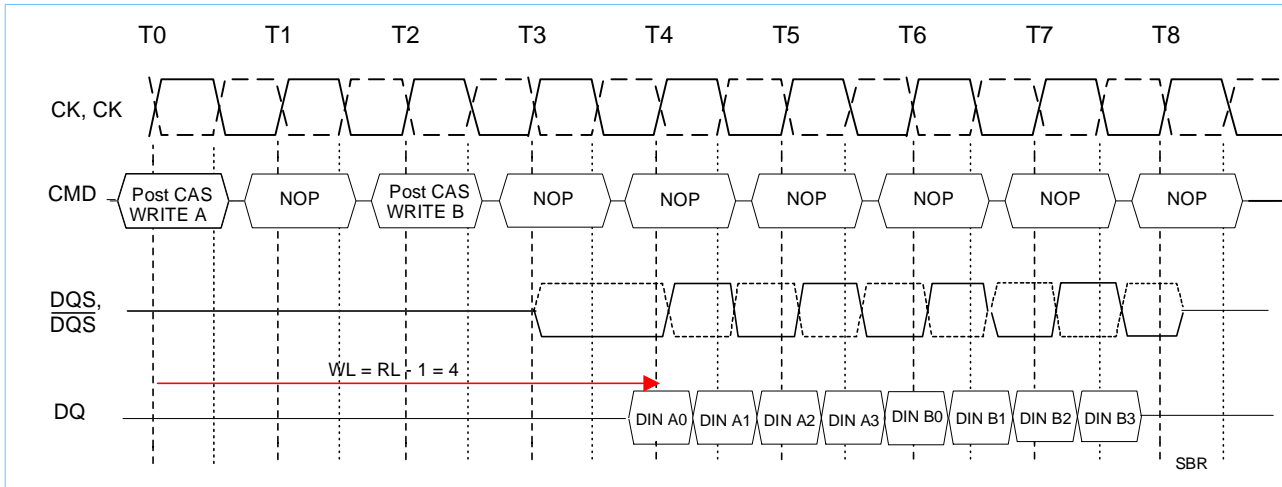 T0 T1 T2 T3 T4 T5 T6 T7 T8
CK, CK
CMD
Post CAS
WRITE A
NOP
Post CAS
WRITE B
NOP
NOP
NOP
NOP
NOP
NOP
DQS,
DQS
WL = RL - 1 = 4
DQ
DIN A0 DIN A1 DIN A2 DIN A3 DIN B0 DIN B1 DIN B2 DIN B3
SBR